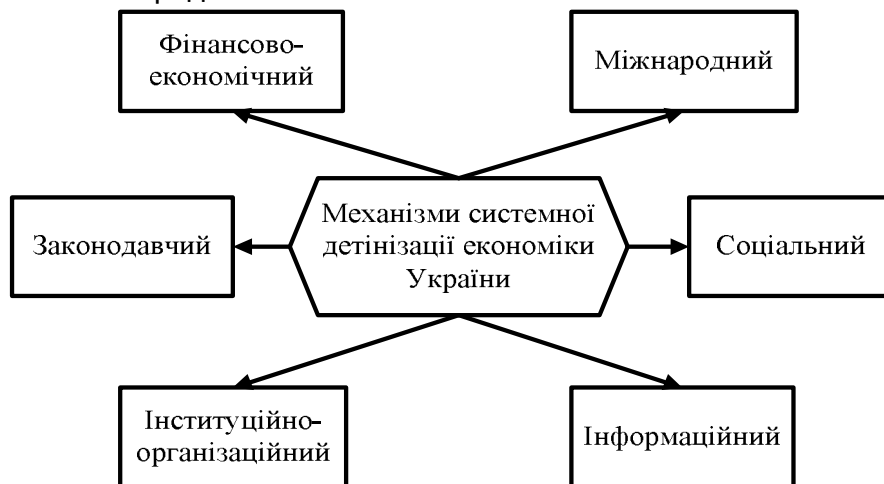 Фінансово-
економічний
Міжнародний
Законодавчий
Механізми системної
детінізації економіки
України
Соціальний
Інституційно-
організаційний
Інформаційний